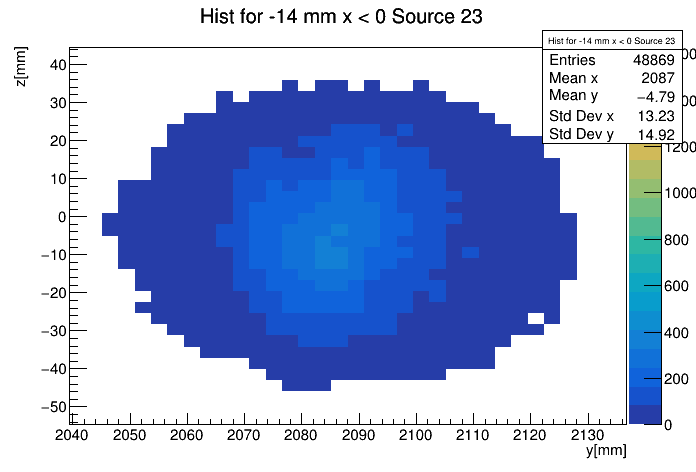 Hist for -14 mm x < 0 Source 23
z[mm]
Hist for -14 mm x < 0 Source 23
Entries 48869
Mean x 2087
Mean y −4.79
Std Dev x 13.23
Std Dev y 14.92
40
30
20
10
0
−10
−20
−30
−40
−50
2040 2050 2060 2070 2080 2090 2100 2110 2120 2130
y[mm]
1200
1000
800
600
400
200
0